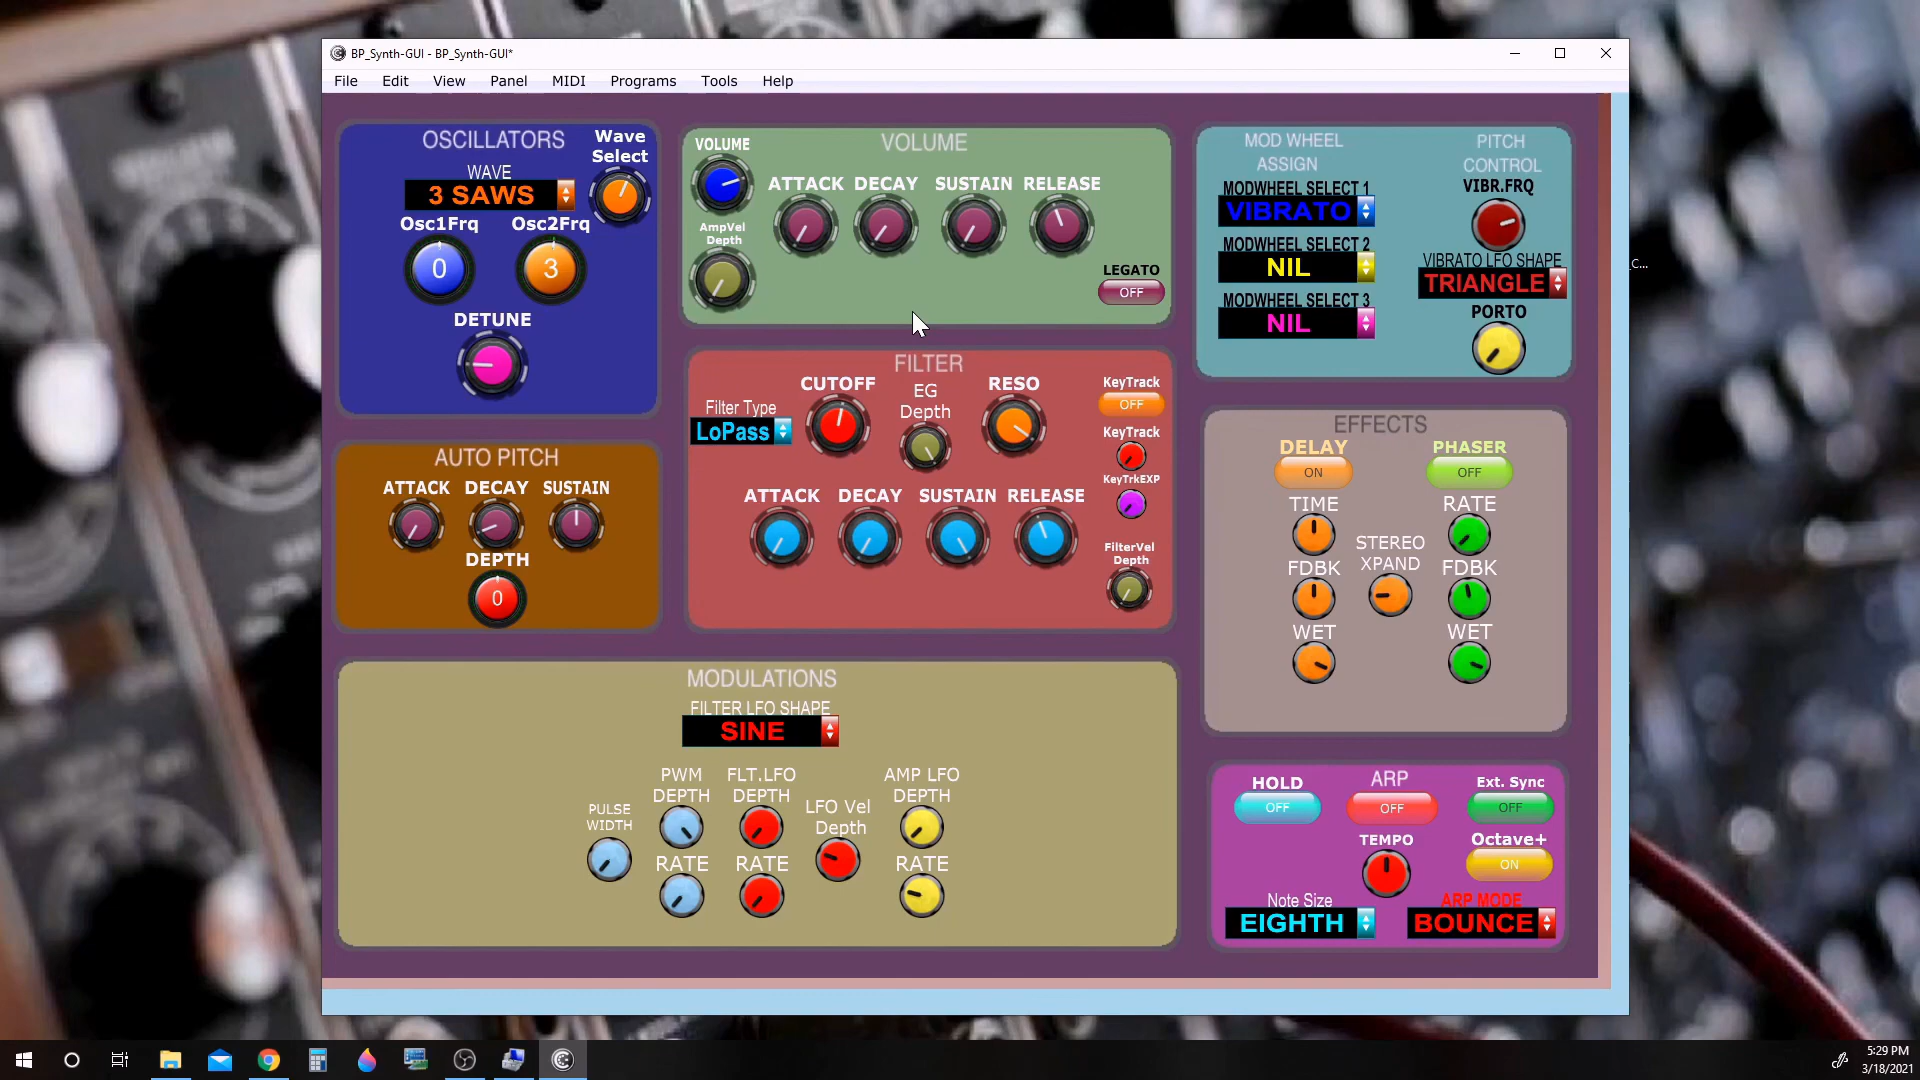 BP_Synth-GUI - BP_Synth-GUI*
File Edit View Panel MIDI Programs Tools Help
OSCILLATORS
Wave
Select
WAVE
3 SAWS
Osc1Frq Osc2Frq
0 3
DETUNE
AUTO PITCH
ATTACK DECAY SUSTAIN
DEPTH
0
VOLUME
VOLUME
ATTACK DECAY SUSTAIN RELEASE
AmpVel
Depth
LEGATO
OFF
FILTER
CUTOFF
EG
Depth
RESO
Filter Type
LoPass
KeyTrack
OFF
KeyTrack
KeyTrkEXP
ATTACK DECAY SUSTAIN RELEASE
FilterVel
Depth
MOD WHEEL
ASSIGN
MODWHEEL SELECT 1
VIBRATO
MODWHEEL SELECT 2
NIL
MODWHEEL SELECT 3
NIL
PITCH
CONTROL
VIBR.FRQ
VIBRATO LFO SHAPE
TRIANGLE
PORTO
C...
EFFECTS
DELAY PHASER
ON OFF
TIME RATE
STEREO
XPAND
FDBK FDBK
WET WET
MODULATIONS
FILTER LFO SHAPE
SINE
PULSE
WIDTH
PWM
DEPTH
RATE
FLT.LFO
DEPTH
RATE
LFO Vel
Depth
AMP LFO
DEPTH
RATE
HOLD ARP Ext. Sync
OFF OFF OFF
TEMPO Octave+
ON
Note Size ARP MODE
EIGHTH BOUNCE
5:29 PM
3/18/2021